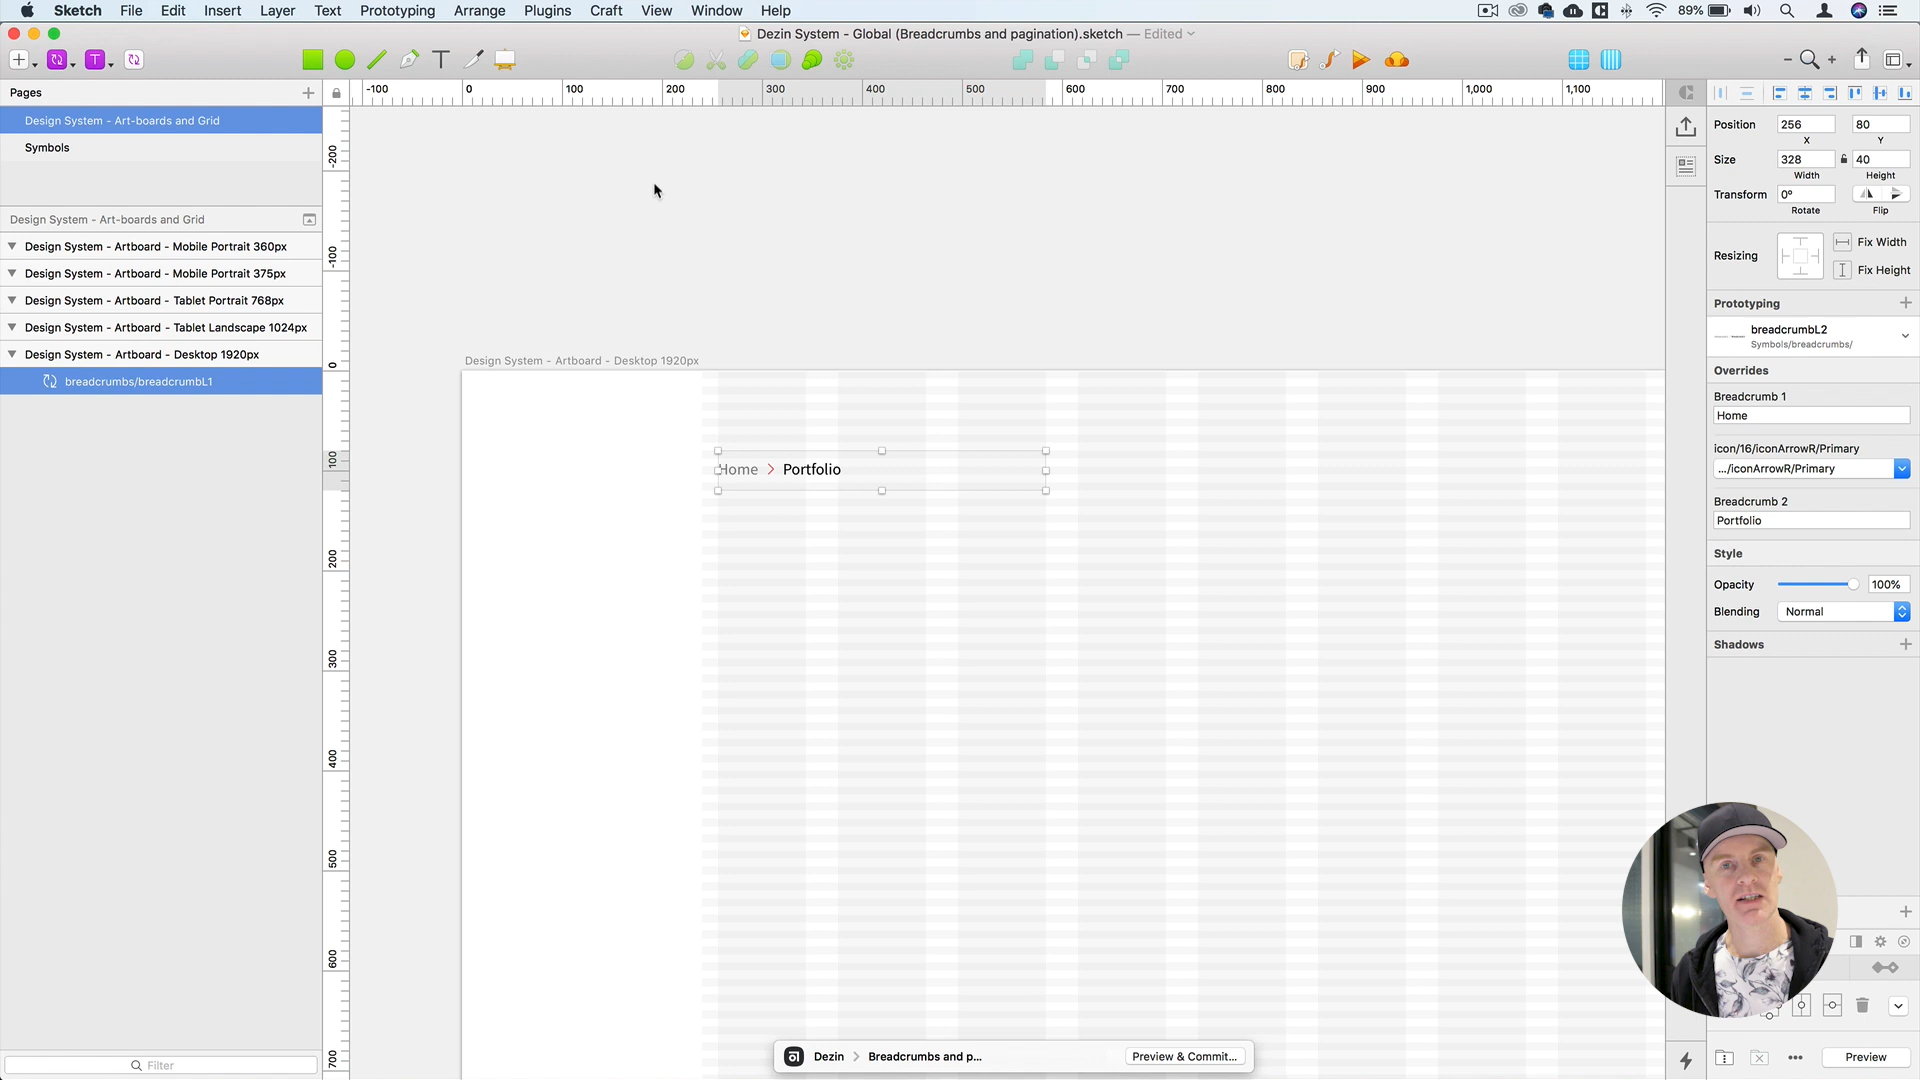 Sketch File Edit Insert Layer Text Prototyping Arrange Plugins Craft View Window Help 89%
Dezin System - Global (Breadcrumbs and pagination).sketch — Edited
Pages
Design System - Art-boards and Grid
Symbols
Design System - Art-boards and Grid
Design System - Artboard - Mobile Portrait 360px
Design System - Artboard - Mobile Portrait 375px
Design System - Artboard - Tablet Portrait 768px
Design System - Artboard - Tablet Landscape 1024px
Design System - Artboard - Desktop 1920px
breadcrumbs/breadcrumbL1
Filter
-100 0 100 200 300 400 500 600 700 800 900 1,000 1,100
-200
-100
0
100
200
300
400
500
600
700
Design System - Artboard - Desktop 1920px
Home > Portfolio
Dezin > Breadcrumbs and p... Preview & Commit...
Position 256 80
X Y
Size 328 40
Width Height
Transform 0°
Rotate Flip
Resizing
Fix Width
Fix Height
Prototyping
breadcrumbL2
Symbols/breadcrumbs/
Overrides
Breadcrumb 1
Home
icon/16/iconArrowR/Primary
.../iconArrowR/Primary
Breadcrumb 2
Portfolio
Style
Opacity 100%
Blending Normal
Shadows
Preview